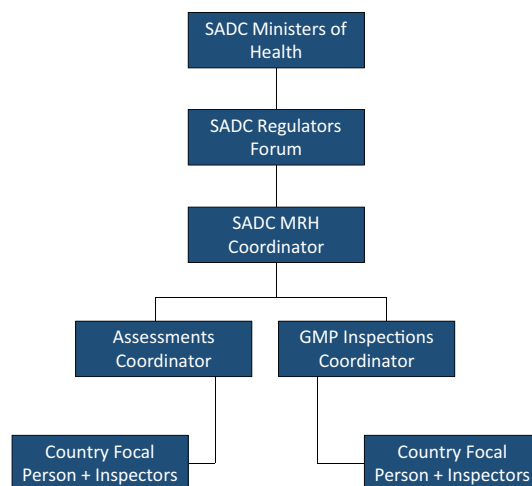 SADC Ministers of
Health
SADC Regulators
Forum
SADC MRH
Coordinator
Assessments
Coordinator
GMP Inspections
Coordinator
Country Focal
Person + Inspectors
Country Focal
Person + Inspectors